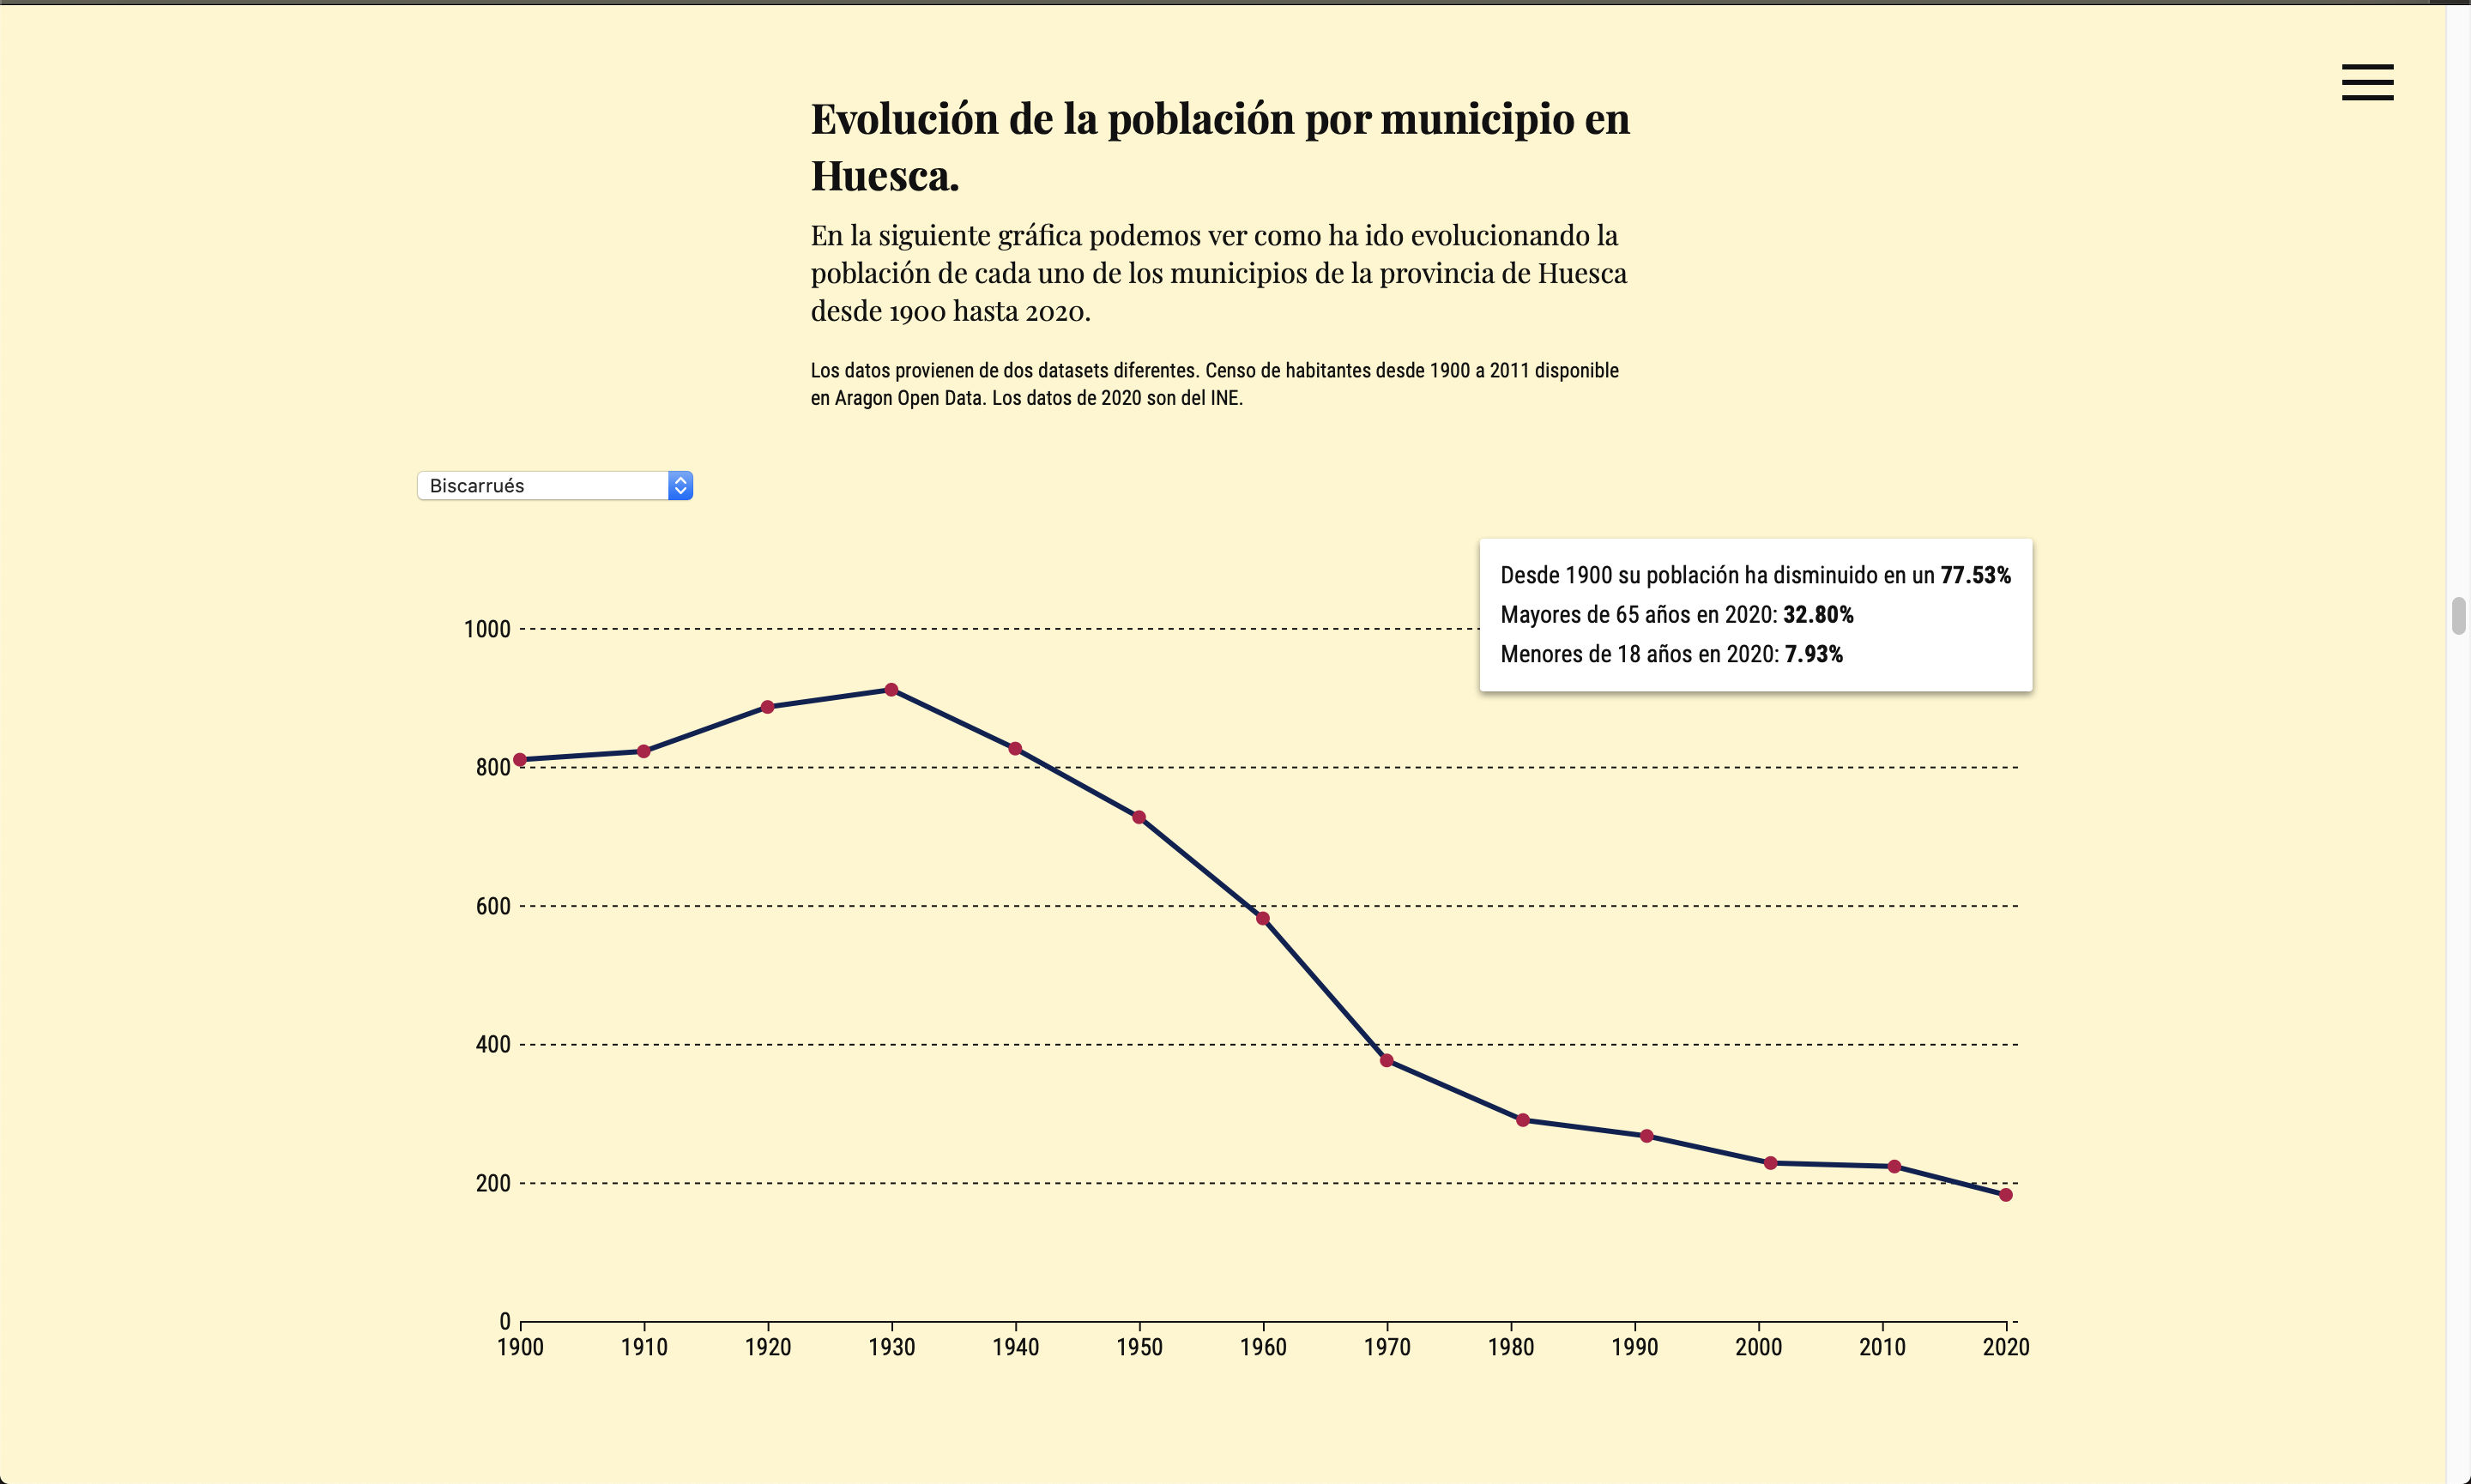 Evolución de la población por municipio en
Huesca.
En la siguiente gráfica podemos ver como ha ido evolucionando la
población de cada uno de los municipios de la provincia de Huesca
desde 1900 hasta 2020.
Los datos provienen de dos datasets diferentes. Censo de habitantes desde 1900 a 2011 disponible
en Aragon Open Data. Los datos de 2020 son del INE.
Biscarrués
Desde 1900 su población ha disminuido en un 77.53%
Mayores de 65 años en 2020: 32.80%
Menores de 18 años en 2020: 7.93%
1000
800
600
400
200
0
1900 1910 1920 1930 1940 1950 1960 1970 1980 1990 2000 2010 2020